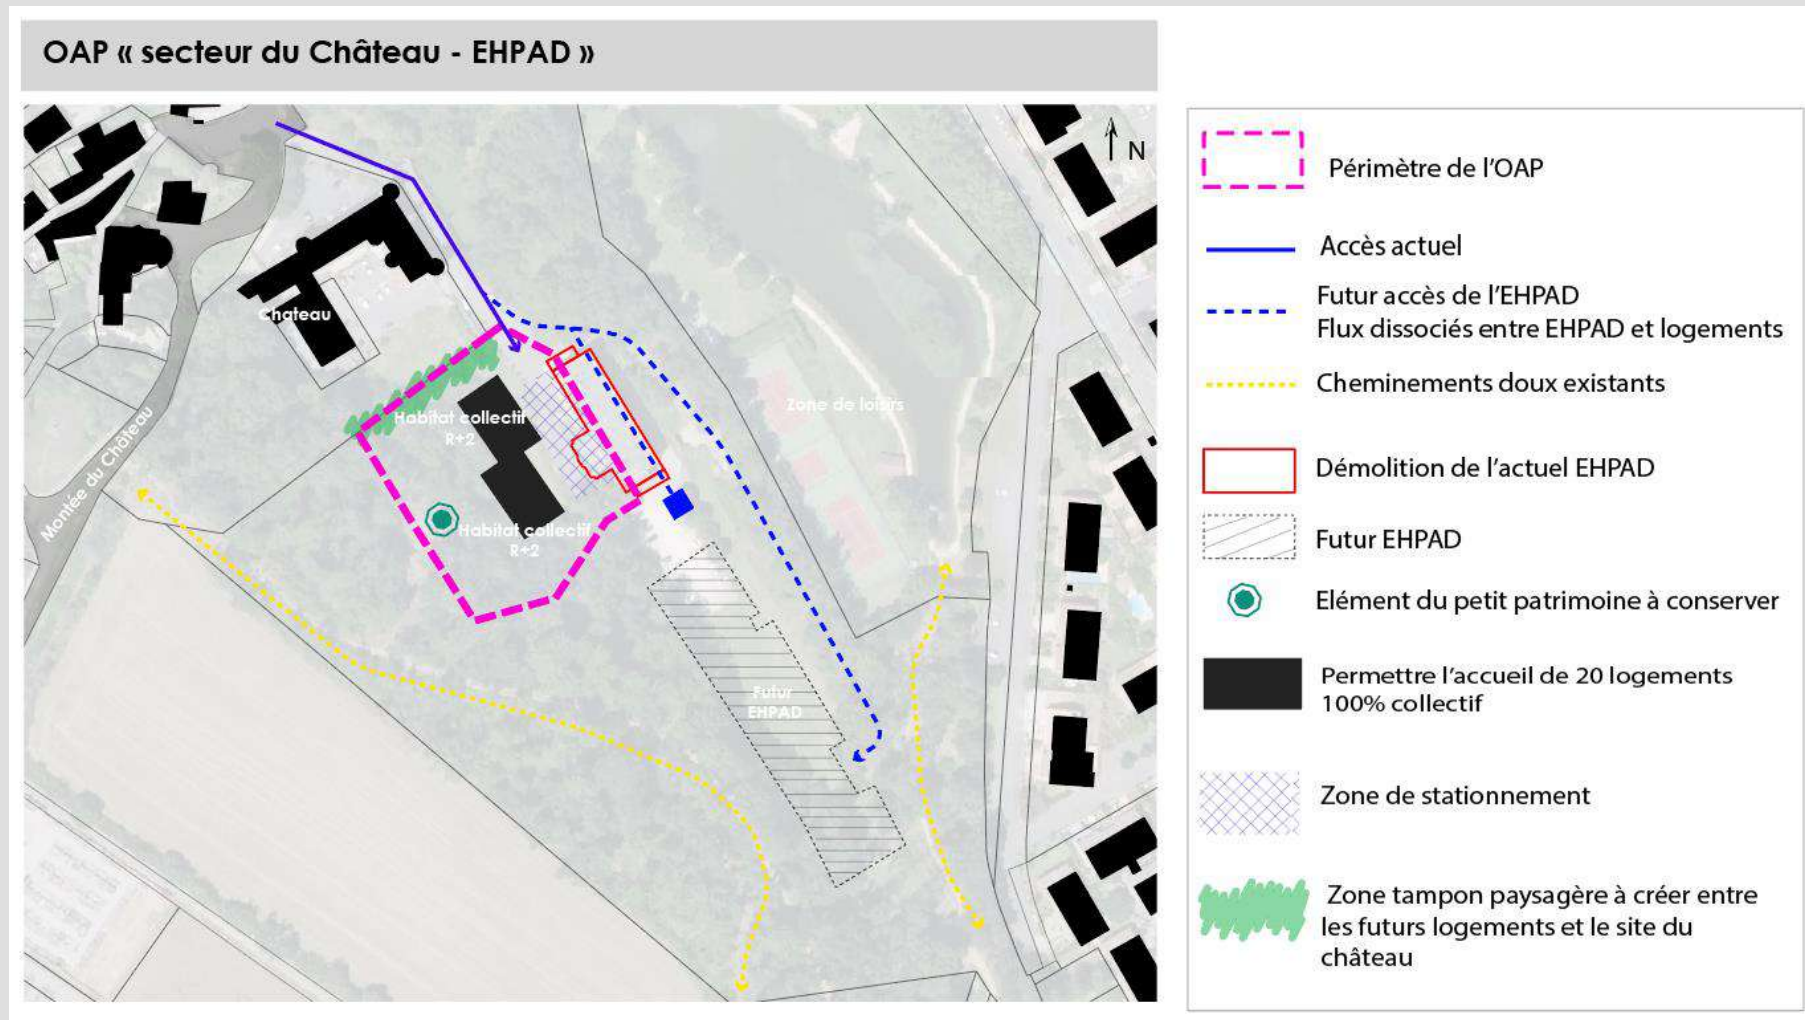 OAP « secteur du Château - EHPAD »
N
Chateau
Habitat collectif
R+2
Zone de loisirs
Montée du Château
Habitat collectif
R+2
Futur
EHPAD
Périmètre de l'OAP
Accès actuel
Futur accès de l'EHPAD
Flux dissociés entre EHPAD et logements
Cheminements doux existants
Démolition de l'actuel EHPAD
Futur EHPAD
Elément du petit patrimoine à conserver
Permettre l'accueil de 20 logements
100% collectif
Zone de stationnement
Zone tampon paysagère à créer entre
les futurs logements et le site du
château